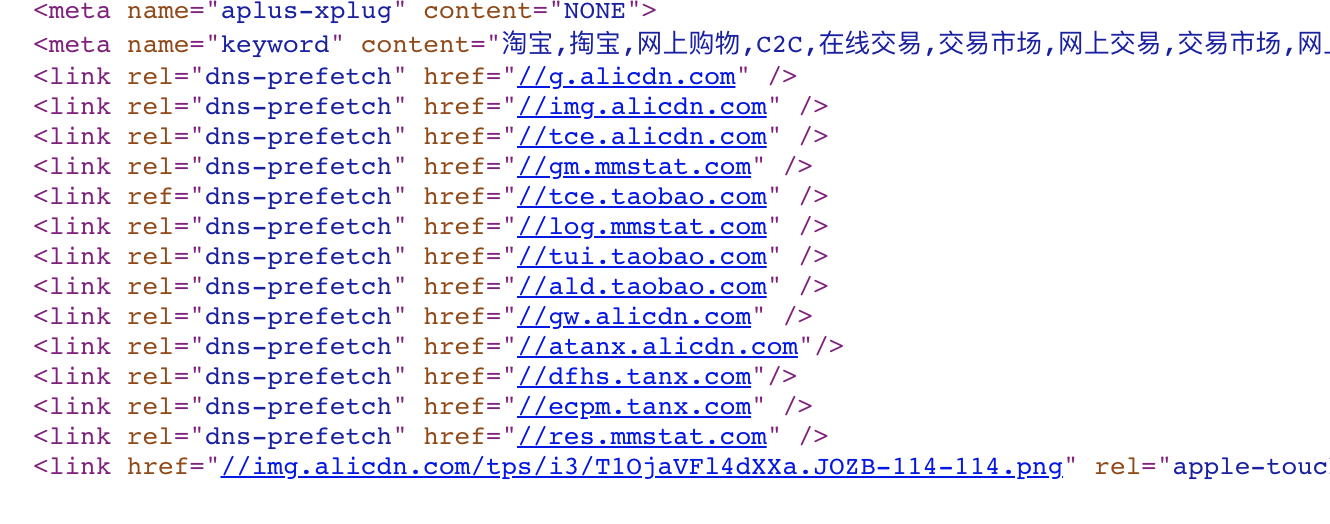 <meta name="aplus-xplug" content="NONE">
<meta name="keyword" content="淘宝,掏宝,网上购物,C2C,在线交易,交易市场,网上交易,交易市场,网
<link rel="dns-prefetch" href="//g.alicdn.com" />
<link rel="dns-prefetch" href="//img.alicdn.com" />
<link rel="dns-prefetch" href="//tce.alicdn.com" />
<link rel="dns-prefetch" href="//gm.mmstat.com" />
<link ref="dns-prefetch" href="//tce.taobao.com" />
<link rel="dns-prefetch" href="//log.mmstat.com" />
<link rel="dns-prefetch" href="//tui.taobao.com" />
<link rel="dns-prefetch" href="//ald.taobao.com" />
<link rel="dns-prefetch" href="//gw.alicdn.com" />
<link rel="dns-prefetch" href="//atanx.alicdn.com"/>
<link rel="dns-prefetch" href="//dfhs.tanx.com"/>
<link rel="dns-prefetch" href="//ecpm.tanx.com" />
<link rel="dns-prefetch" href="//res.mmstat.com" />
<link href="//img.alicdn.com/tps/i3/T1OjaVFl4dXXa.JOZB-114-114.png" rel="apple-touc